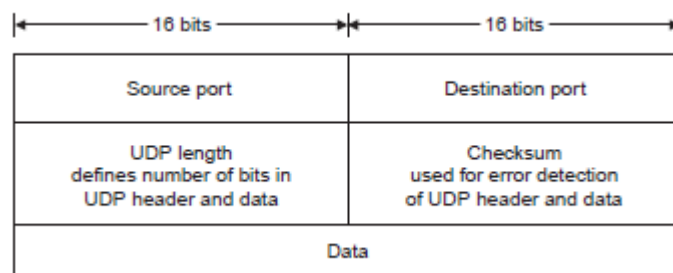 16 bits
16 bits
Source port
Destination port
UDP length
defines number of bits in
UDP header and data
Checksum
used for error detection
of UDP header and data
Data